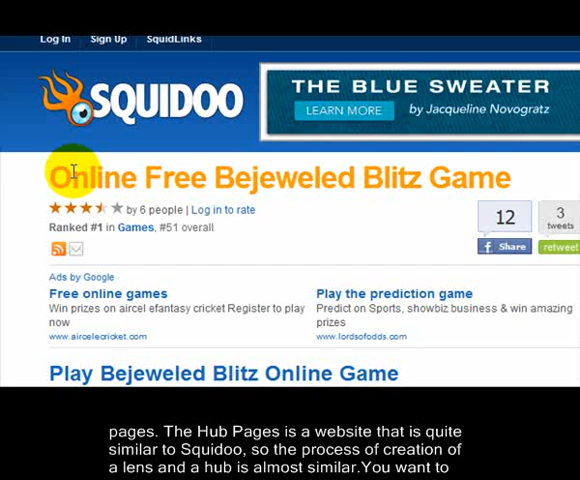 Log In Sign Up SquidLinks
SQUIDOO
THE BLUE SWEATER
LEARN MORE by Jacqueline Novogratz
Online Free Bejeweled Blitz Game
by 6 people | Log in to rate
Ranked #1 in Games, #51 overall
12
Share
3
tweets
retweet
Ads by Google
Free online games
Win prizes on aircel efantasy cricket Register to play
now
www.aircelecricket.com
Play the prediction game
Predict on Sports, showbiz business & win amazing
prizes
www.lordsofodds.com
Play Bejeweled Blitz Online Game
pages. The Hub Pages is a website that is quite
similar to Squidoo, so the process of creation of
a lens and a hub is almost similar.You want to